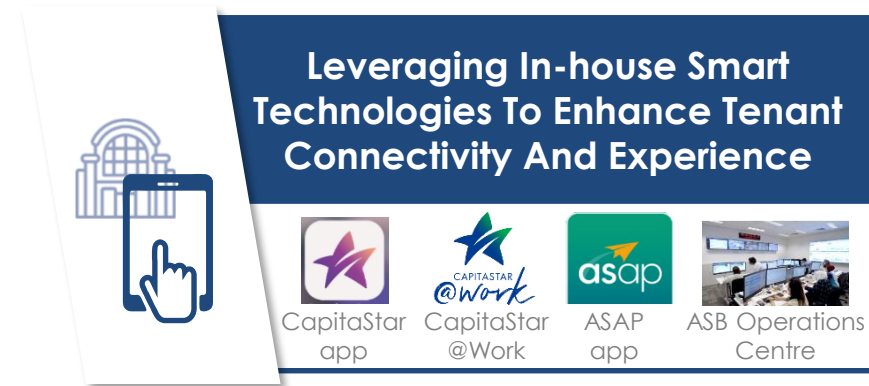 Leveraging In-house Smart
Technologies To Enhance Tenant
Connectivity And Experience
CAPITASTAR
@work
asap
CapitaStar
app
CapitaStar
@Work
ASAP
app
ASB Operations
Centre